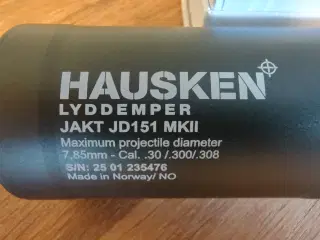 HAUSKEN
LYDDEMPER
JAKT JD151 MKII
Maximum projectile diameter
7,85mm - Cal. .30 /.300/.308
S/N: 25 01 235476
Made in Norway/ NO